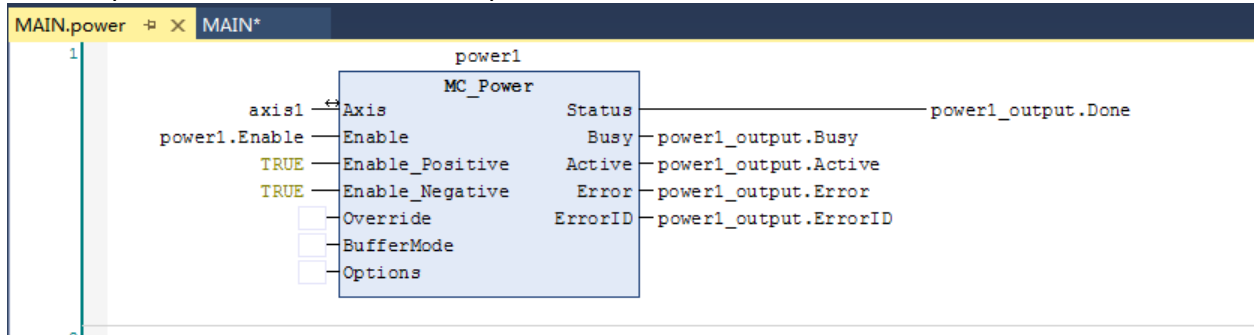 MAIN.power MAIN*
1
power1
MC_Power
axis1 Axis Status power1_output.Done
power1.Enable Enable Busy power1_output.Busy
TRUE Enable_Positive Active power1_output.Active
TRUE Enable_Negative Error power1_output.Error
Override ErrorID power1_output.ErrorID
BufferMode
Options